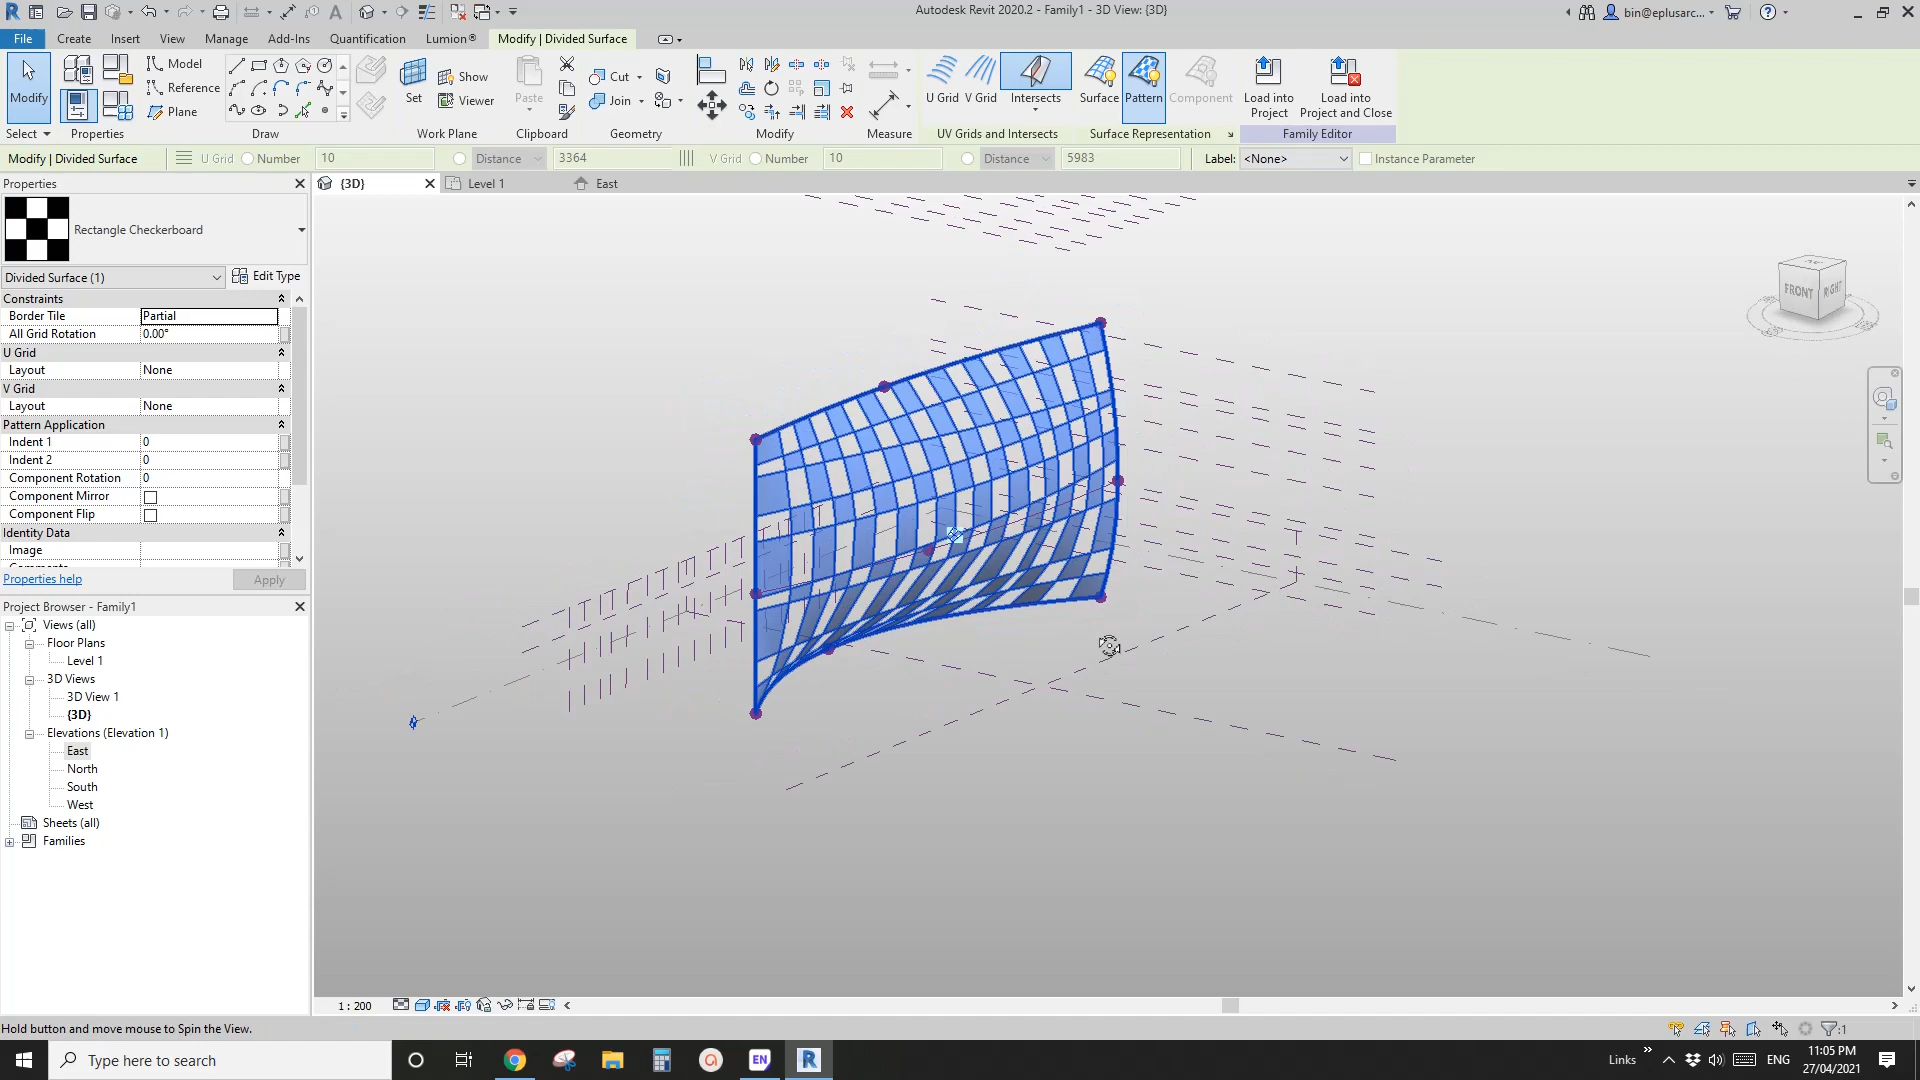 Autodesk Revit 2020.2 - Family1 - 3D View: {3D}
bin@eplusarc...
File Create Insert View Manage Add-Ins Quantification Lumion® Modify | Divided Surface
Modify
Model
Reference
Plane
Set
Show
Viewer
Paste
Cut
Join
U Grid V Grid Intersects Surface Pattern Component
Load into
Project
Load into
Project and Close
Select Properties Draw Work Plane Clipboard Geometry Modify Measure UV Grids and Intersects Surface Representation Family Editor
Modify | Divided Surface U Grid Number 10 Distance 3364 V Grid Number 10 Distance 5983 Label: <None> Instance Parameter
Properties
{3D} Level 1 East
Rectangle Checkerboard
Divided Surface (1) Edit Type
Constraints
Border Tile Partial
All Grid Rotation 0.00°
U Grid
Layout None
V Grid
Layout None
Pattern Application
Indent 1 0
Indent 2 0
Component Rotation 0
Component Mirror
Component Flip
Identity Data
Image
Properties help Apply
Project Browser - Family1
Views (all)
Floor Plans
Level 1
3D Views
3D View 1
{3D}
Elevations (Elevation 1)
East
North
South
West
Sheets (all)
Families
FRONT RIGHT
1 : 200
Hold button and move mouse to Spin the View.
:1
Type here to search
EN
R
Links
ENG
11:05 PM
27/04/2021